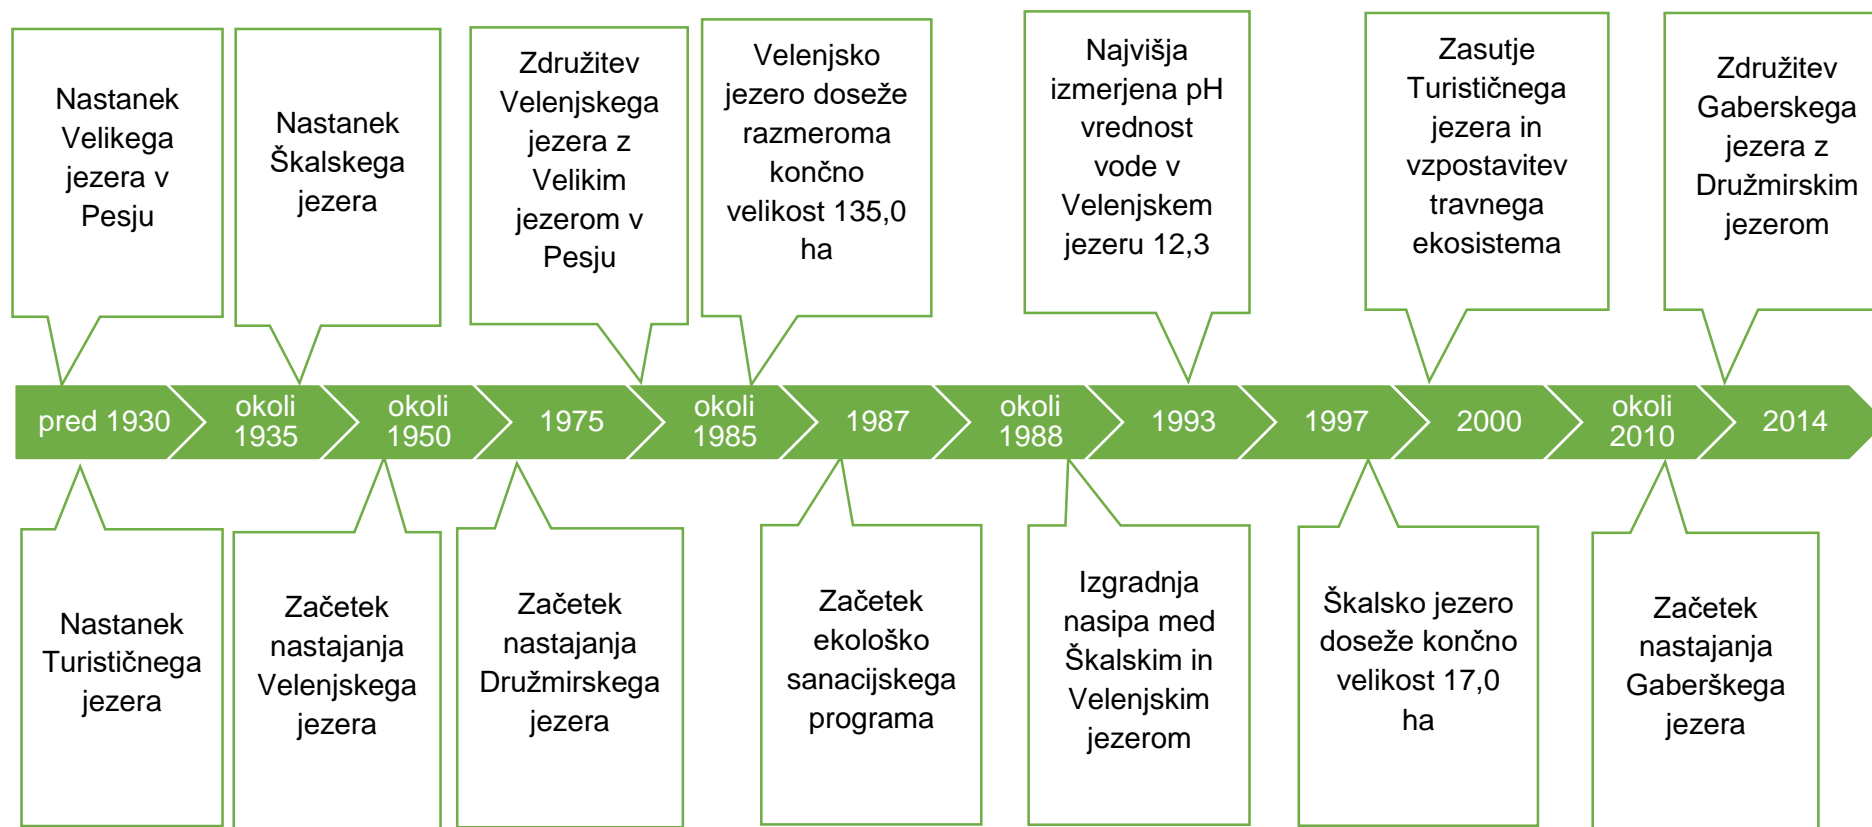 Nastanek
Velikega
jezera v
Pesju
Nastanek
Škalskega
jezera
Združitev
Velenjskega
jezera z
Velikim
jezerom v
Pesju
Velenjsko
jezero doseže
razmeroma
končno
velikost 135,0
ha
Najvišja
izmerjena pH
vrednost
vode v
Velenjskem
jezeru 12,3
Zasutje
Turističnega
jezera in
vzpostavitev
travnega
ekosistema
Združitev
Gaberskega
jezera z
Družmirskim
jezerom
pred 1930
okoli
1935
okoli
1950
1975
okoli
1985
1987
okoli
1988
1993
1997
2000
okoli
2010
2014
Nastanek
Turističnega
jezera
Začetek
nastajanja
Velenjskega
jezera
Začetek
nastajanja
Družmirskega
jezera
Začetek
ekološko
sanacijskega
programa
Izgradnja
nasipa med
Škalskim in
Velenjskim
jezerom
Škalsko jezero
doseže končno
velikost 17,0
ha
Začetek
nastajanja
Gaberškega
jezera